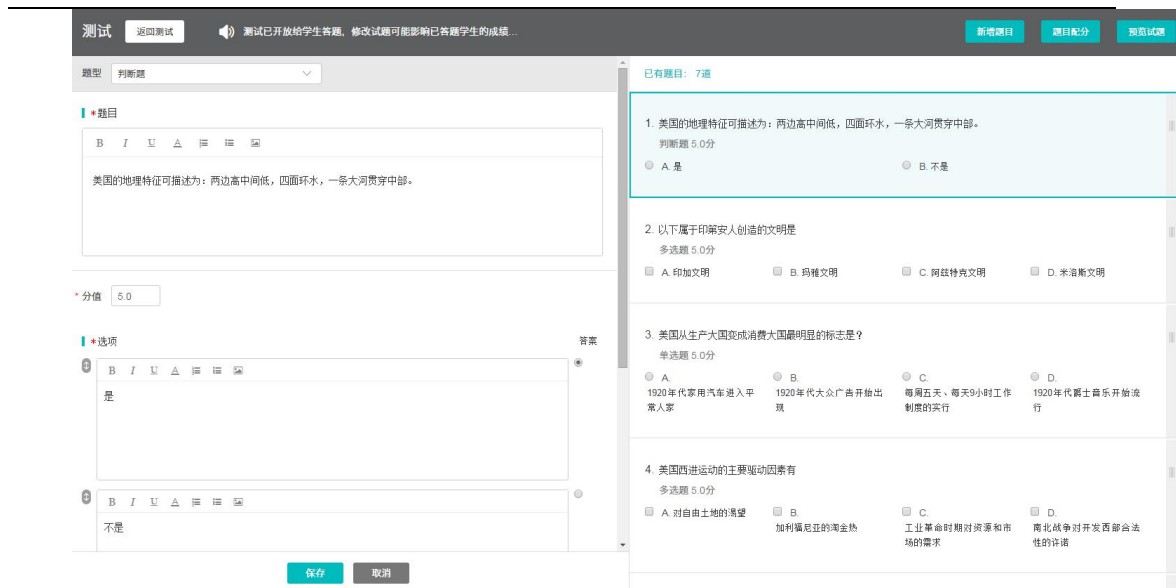 测试 返回测试 测试已开放给学生答题，修改试题可能影响已答题学生的成绩... 新增题目 题目配分 预览试题
题型 判断题
*题目
B I U A
美国的地理特征可描述为：两边高中间低，四面环水，一条大河贯穿中部。
* 分值 5.0
*选项 答案
B I U A
是
B I U A
不是
保存 取消
已有题目： 7道
1. 美国的地理特征可描述为：两边高中间低，四面环水，一条大河贯穿中部。
判断题 5.0分
A. 是 B. 不是
2. 以下属于印第安人创造的文明是
多选题 5.0分
A. 印加文明 B. 玛雅文明 C. 阿兹特克文明 D. 米洛斯文明
3. 美国从生产大国变成消费大国最明显的标志是？
单选题 5.0分
A. B. C. D.
1920年代家用汽车进入平 1920年代大众广告开始出 每周五天、每天9小时工作 1920年代爵士音乐开始流
常人家 现 制度的实行 行
4. 美国西进运动的主要驱动因素有
多选题 5.0分
A. 对自由土地的渴望 B. C. D.
加利福尼亚的淘金热 工业革命时期对资源和市 南北战争对开发西部合法
场的需求 性的许诺